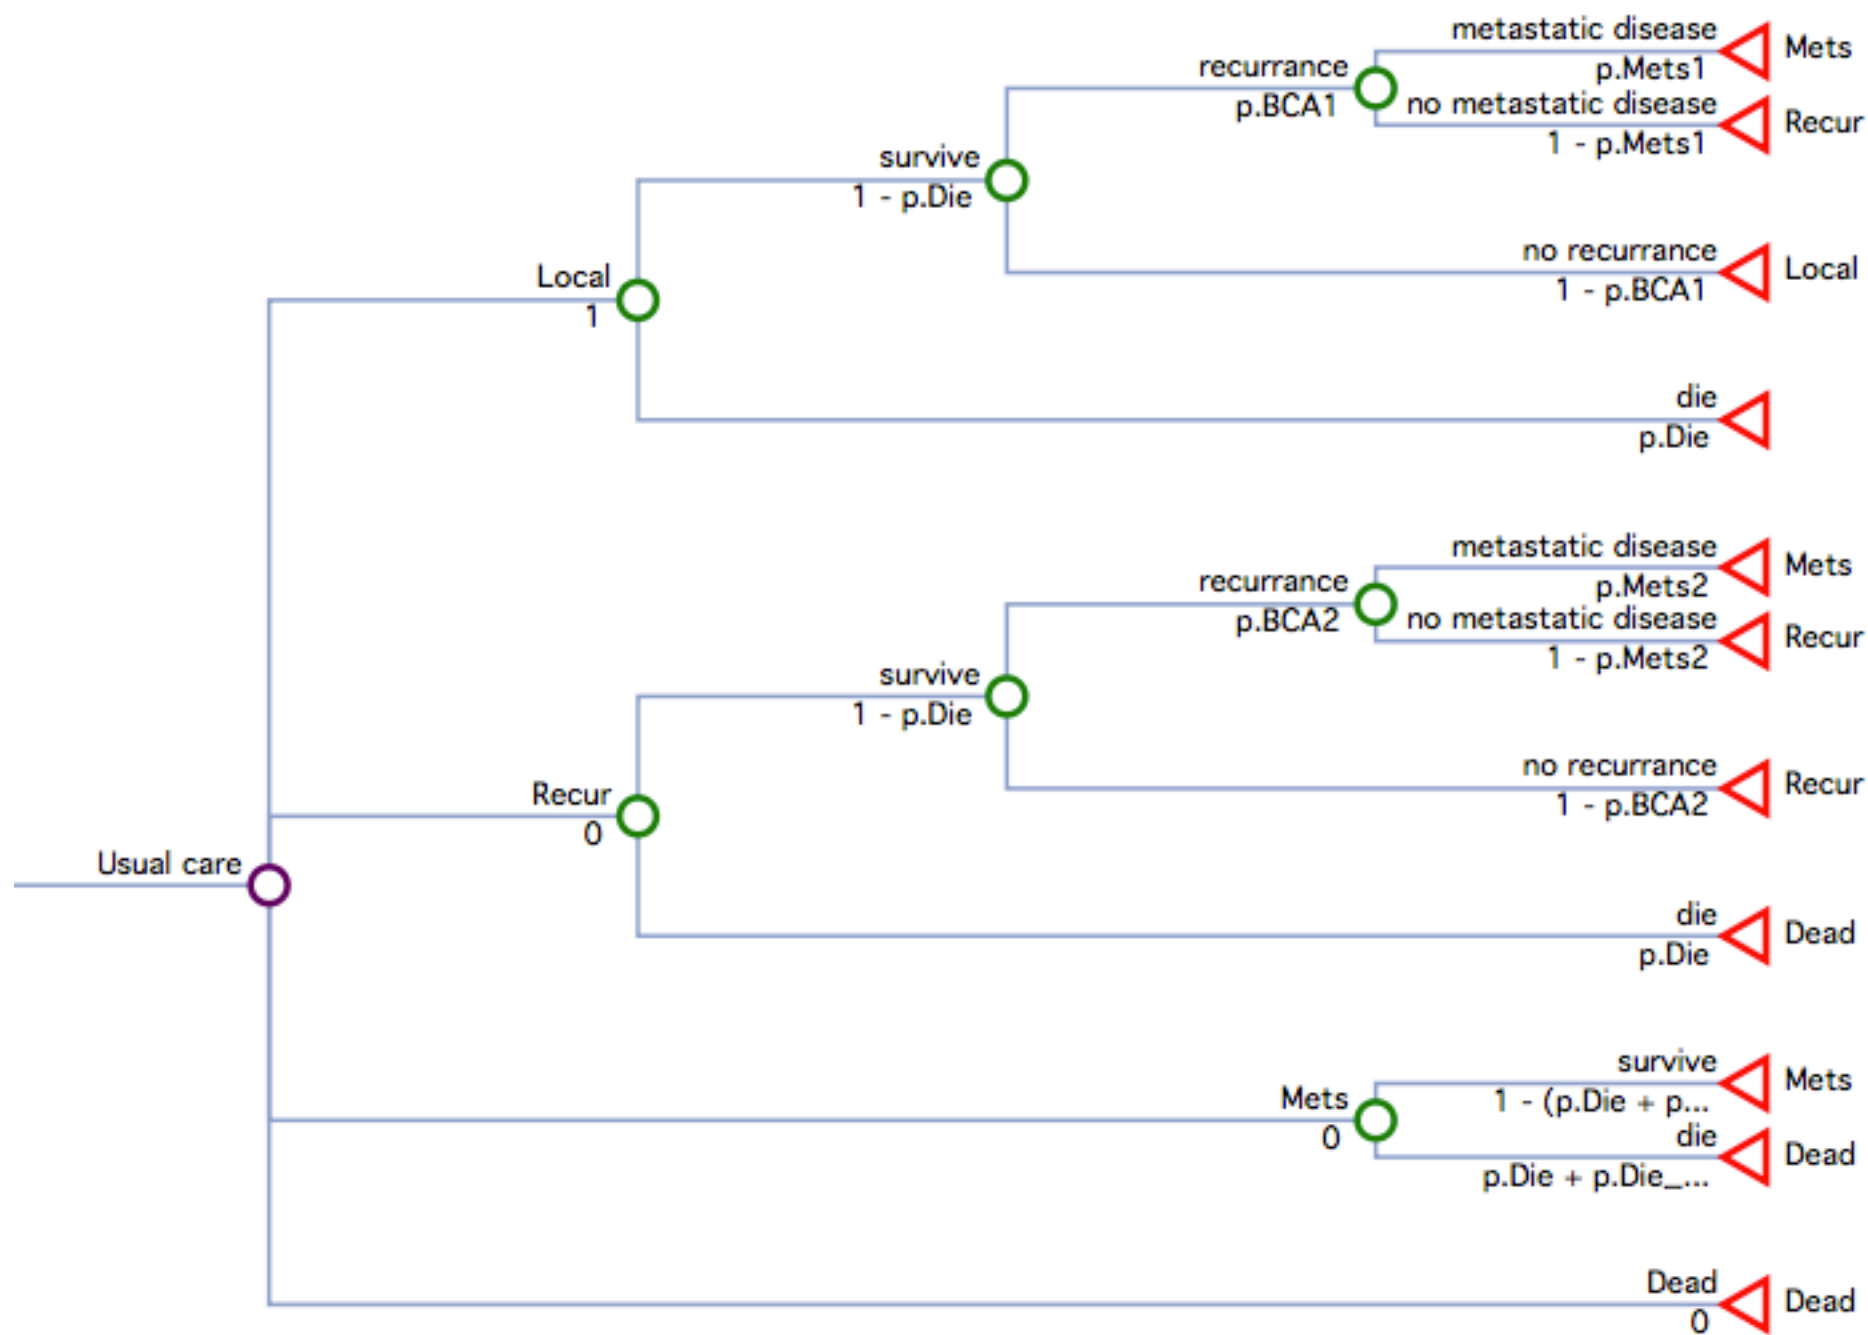 metastatic disease
p.Mets1
Mets
recurrance
p.BCA1
no metastatic disease
1 - p.Mets1
Recur
survive
1 - p.Die
no recurrance
1 - p.BCA1
Local
Local
1
die
p.Die
metastatic disease
p.Mets2
Mets
recurrance
p.BCA2
no metastatic disease
1 - p.Mets2
Recur
survive
1 - p.Die
no recurrance
1 - p.BCA2
Recur
Recur
0
Usual care
die
p.Die
Dead
survive
1 - (p.Die + p...
Mets
Mets
0
die
p.Die + p.Die_...
Dead
Dead
0
Dead